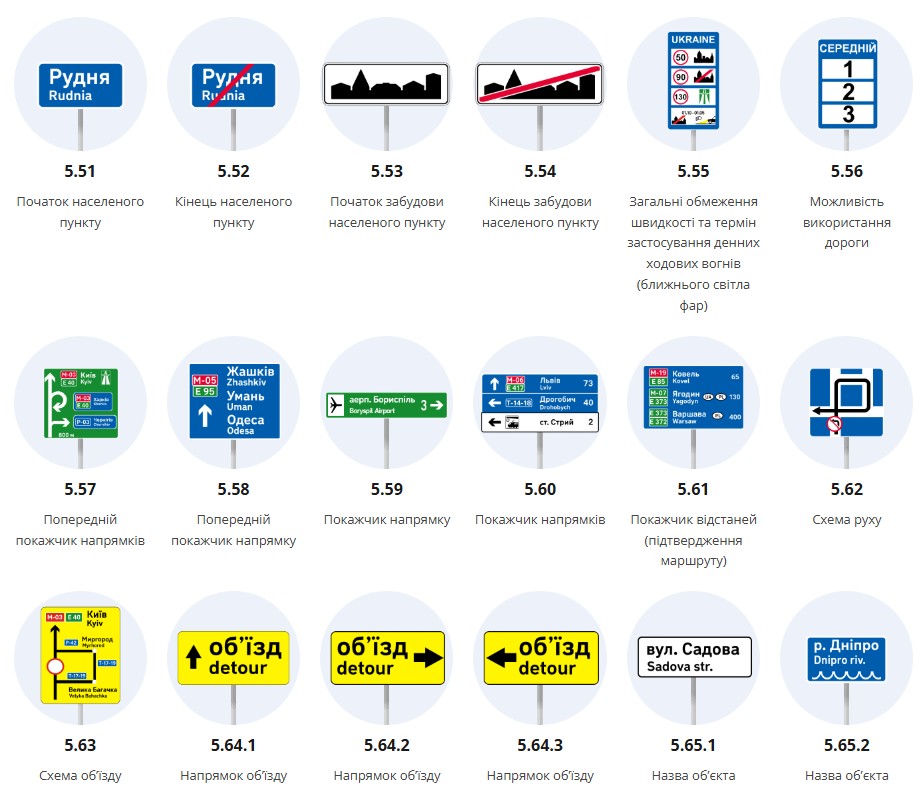 Рудня
Rudnia
Рудня
Rudnia
UKRAINE
50
90
130
СЕРЕДНІЙ
1
2
3
5.51
5.52
5.53
5.54
5.55
5.56
Початок населеного
пункту
Кінець населеного
пункту
Початок забудови
населеного пункту
Кінець забудови
населеного пункту
Загальні обмеження
швидкості та термін
застосування денних
ходових вогнів
(ближнього світла
фар)
Можливість
використання
дороги
M-03
E 40
Київ
Kyiv
M-03
E 40
Р-03
800 м
M-05
E 95
Жашків
Zhashkiv
Умань
Uman
Одеса
Odesa
аерп. Бориспіль
Boryspil Airport
3
M-06
E 417
Львів
Lviv
73
Т-14-18
Дрогобич
Drohobych
40
ст. Стрий
2
M-19
E 85
Ковель
Kovel
65
M-07
E 373
Ягодин
Yagodyn
130
E 373
E 372
Варшава
Warsaw
400
5.57
5.58
5.59
5.60
5.61
5.62
Попередній
покажчик напрямків
Попередній
покажчик напрямку
Покажчик напрямку
Покажчик напрямків
Покажчик відстаней
(підтвердження
маршруту)
Схема руху
M-03
E 40
Київ
Kyiv
P-42
Миргород
Myrhorod
Т-17-19
Т-17-19
Велика Багачка
Velyka Bahachka
об'їзд
detour
об'їзд
detour
об'їзд
detour
вул. Садова
Sadova str.
р. Дніпро
Dnipro riv.
5.63
5.64.1
5.64.2
5.64.3
5.65.1
5.65.2
Схема об'їзду
Напрямок об'їзду
Напрямок об'їзду
Напрямок об'їзду
Назва об'єкта
Назва об'єкта